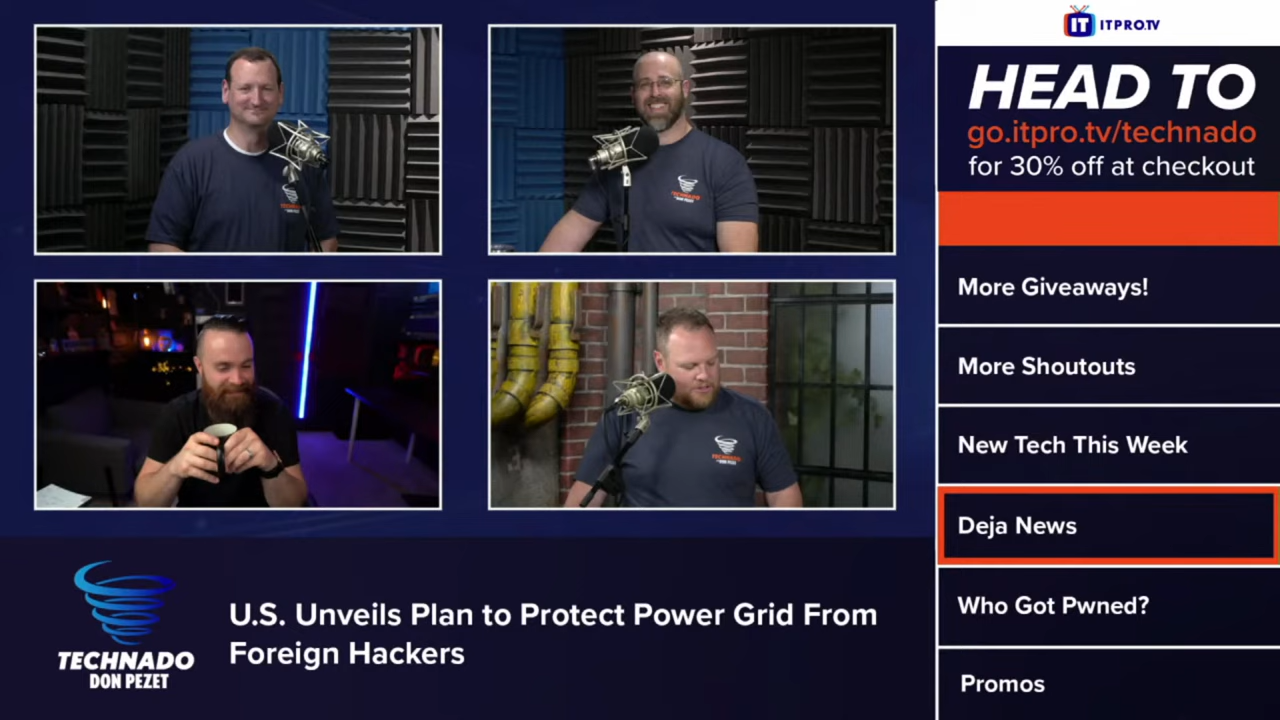 IT ITPRO.TV
HEAD TO
go.itpro.tv/technado
for 30% off at checkout
More Giveaways!
More Shoutouts
New Tech This Week
Deja News
Who Got Pwned?
Promos
TECHNADO
DON PEZET
U.S. Unveils Plan to Protect Power Grid From
Foreign Hackers